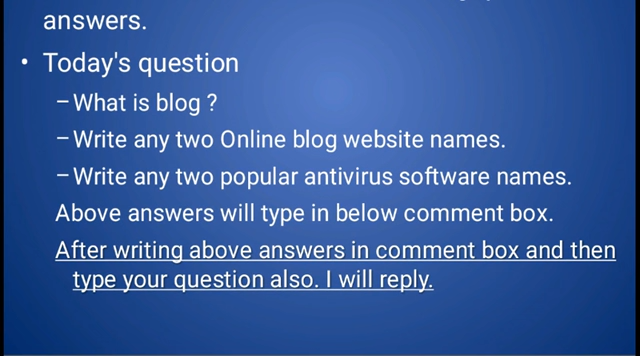 answers.
• Today's question
–What is blog ?
–Write any two Online blog website names.
–Write any two popular antivirus software names.
Above answers will type in below comment box.
After writing above answers in comment box and then
type your question also. I will reply.